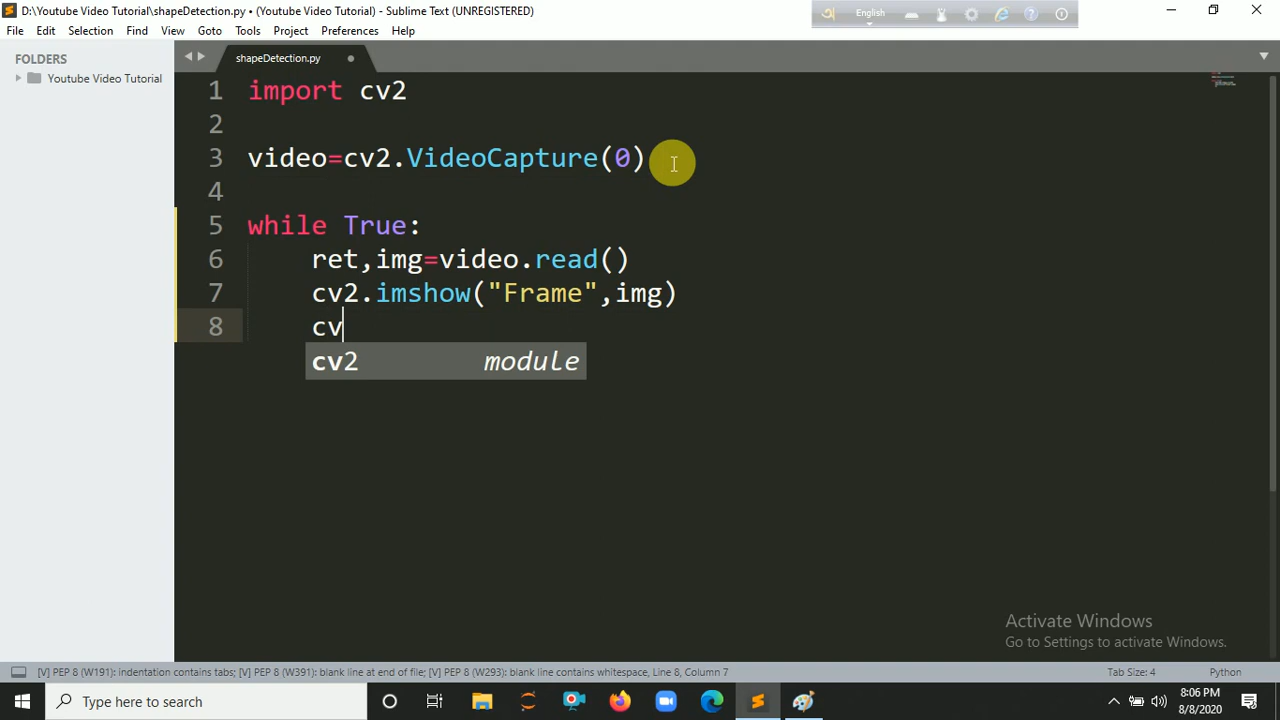 D:\Youtube Video Tutorial\shapeDetection.py • (Youtube Video Tutorial) - Sublime Text (UNREGISTERED)
অ English
File Edit Selection Find View Goto Tools Project Preferences Help
FOLDERS
Youtube Video Tutorial
shapeDetection.py
1 import cv2
2
3 video=cv2.VideoCapture(0)
4
5 while True:
6 ret,img=video.read()
7 cv2.imshow("Frame",img)
8 cv
cv2 module
Activate Windows
Go to Settings to activate Windows.
[V] PEP 8 (W191): indentation contains tabs; [V] PEP 8 (W391): blank line at end of file; [V] PEP 8 (W293): blank line contains whitespace, Line 8, Column 7 Tab Size: 4 Python
Type here to search
8:06 PM
8/8/2020